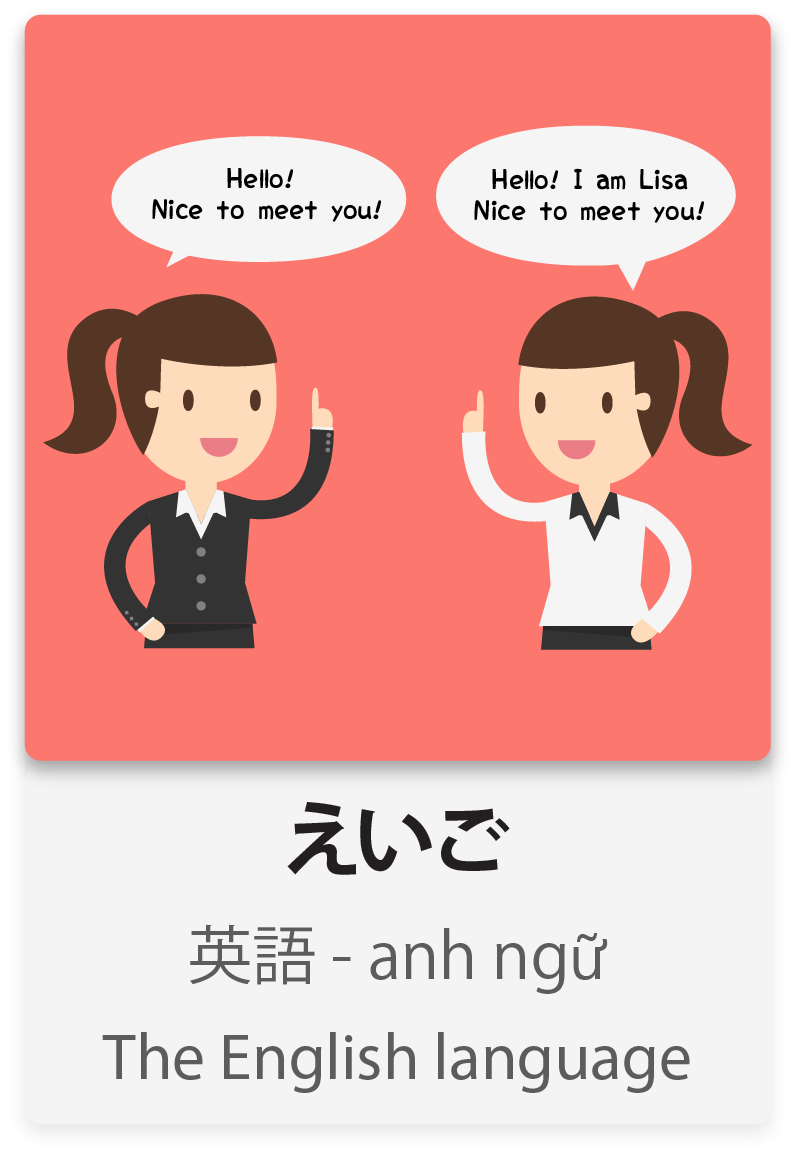 Hello!
Nice to meet you!
Hello! I am Lisa
Nice to meet you!
えいご
英語 - anh ngữ
The English language